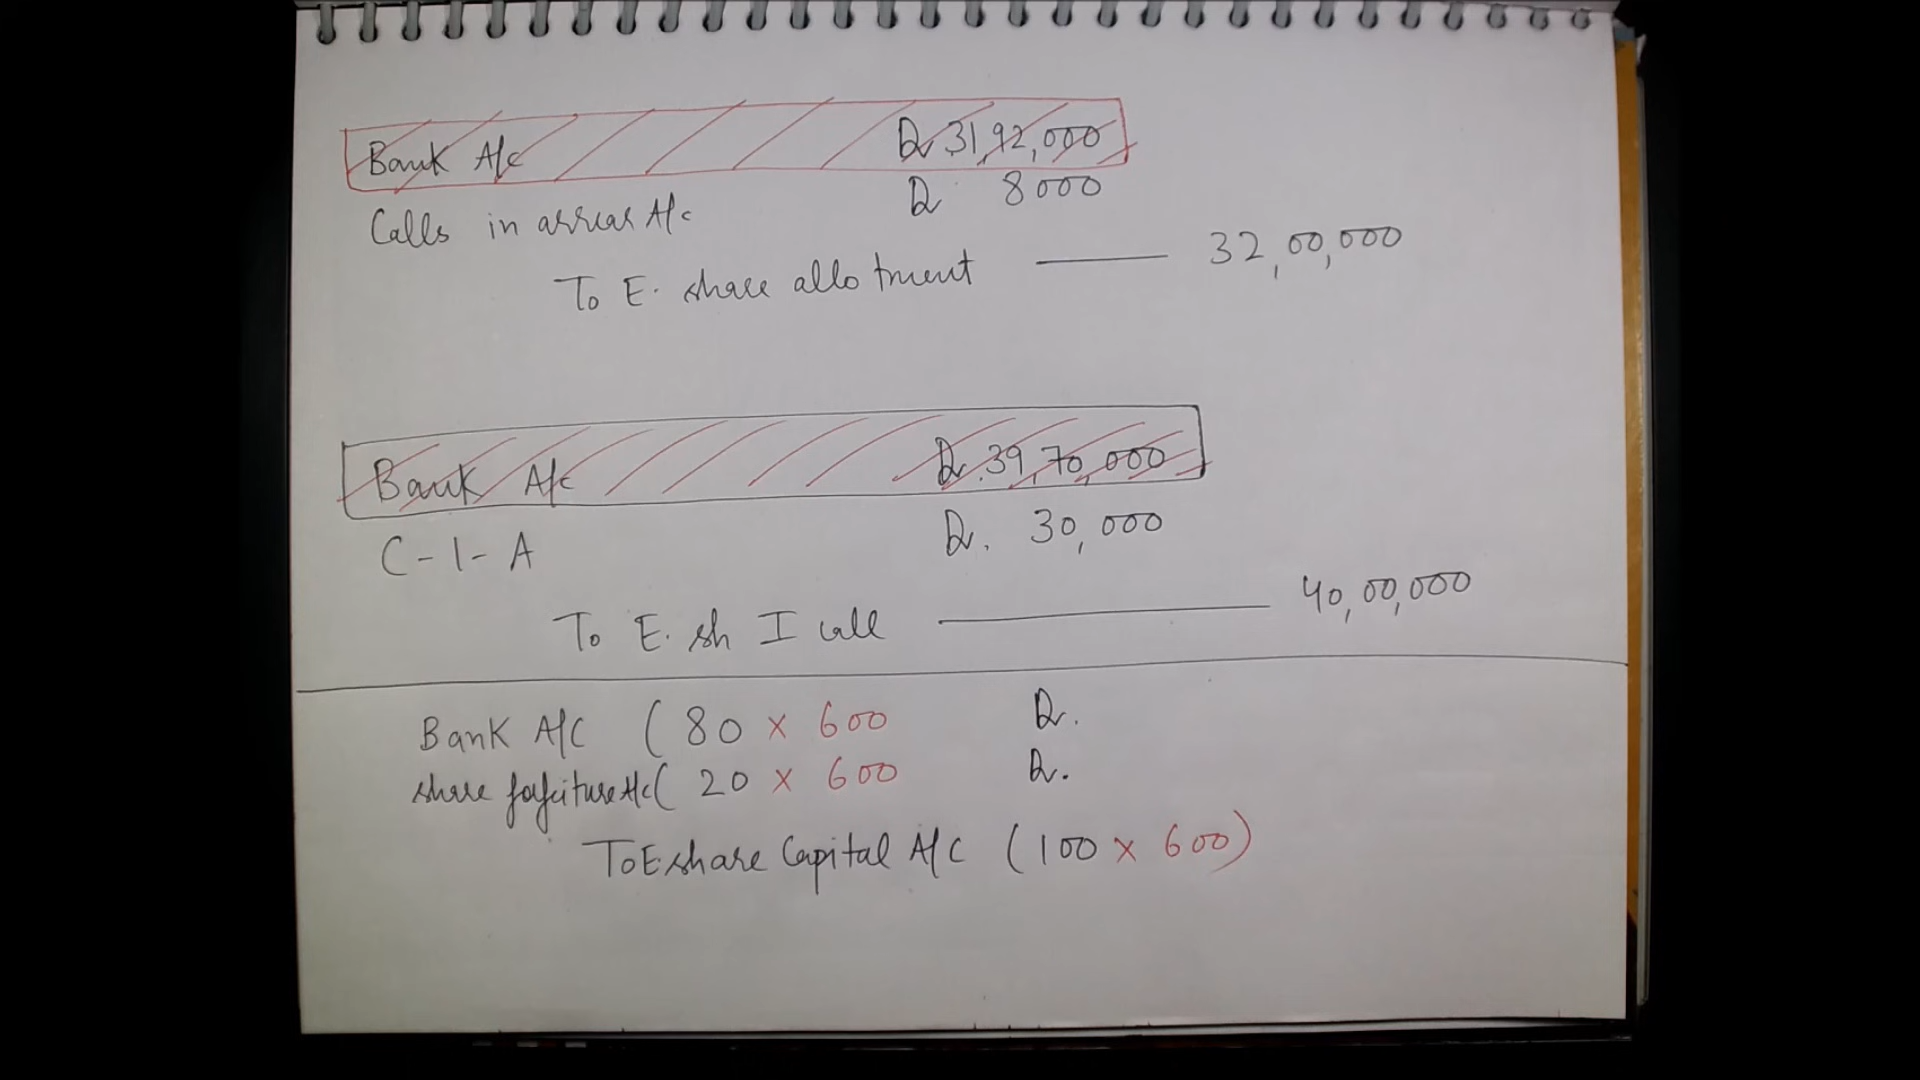 Bank A/c Dr 31,92,000
Calls in arrear A/c Dr 8000
To E. share allotment 32,00,000
Bank A/c Dr. 39,70,000
C-I-A Dr. 30,000
To E. sh I call 40,00,000
Bank A/C (80 × 600 Dr.
share forfeiture A/c (20 × 600 Dr.
To E share Capital A/C (100 × 600)